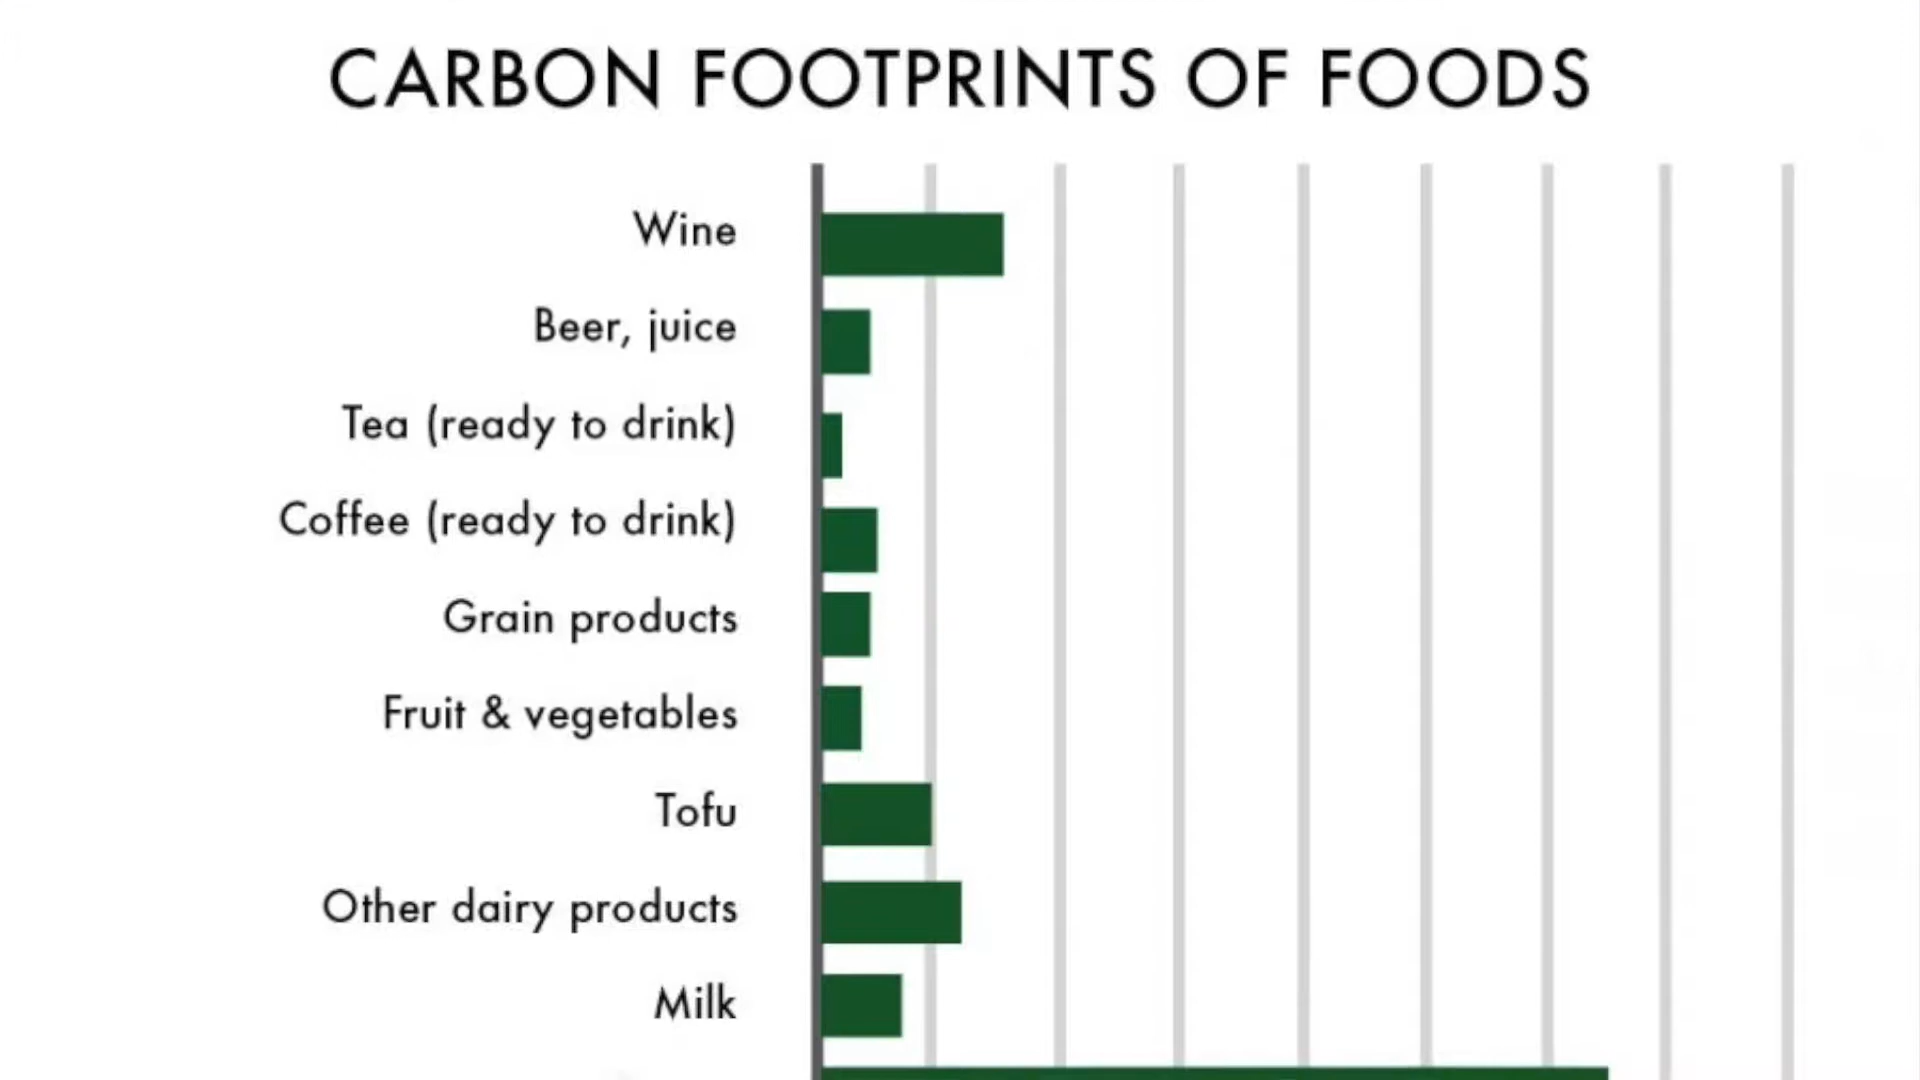 CARBON FOOTPRINTS OF FOODS
Wine
Beer, juice
Tea (ready to drink)
Coffee (ready to drink)
Grain products
Fruit & vegetables
Tofu
Other dairy products
Milk